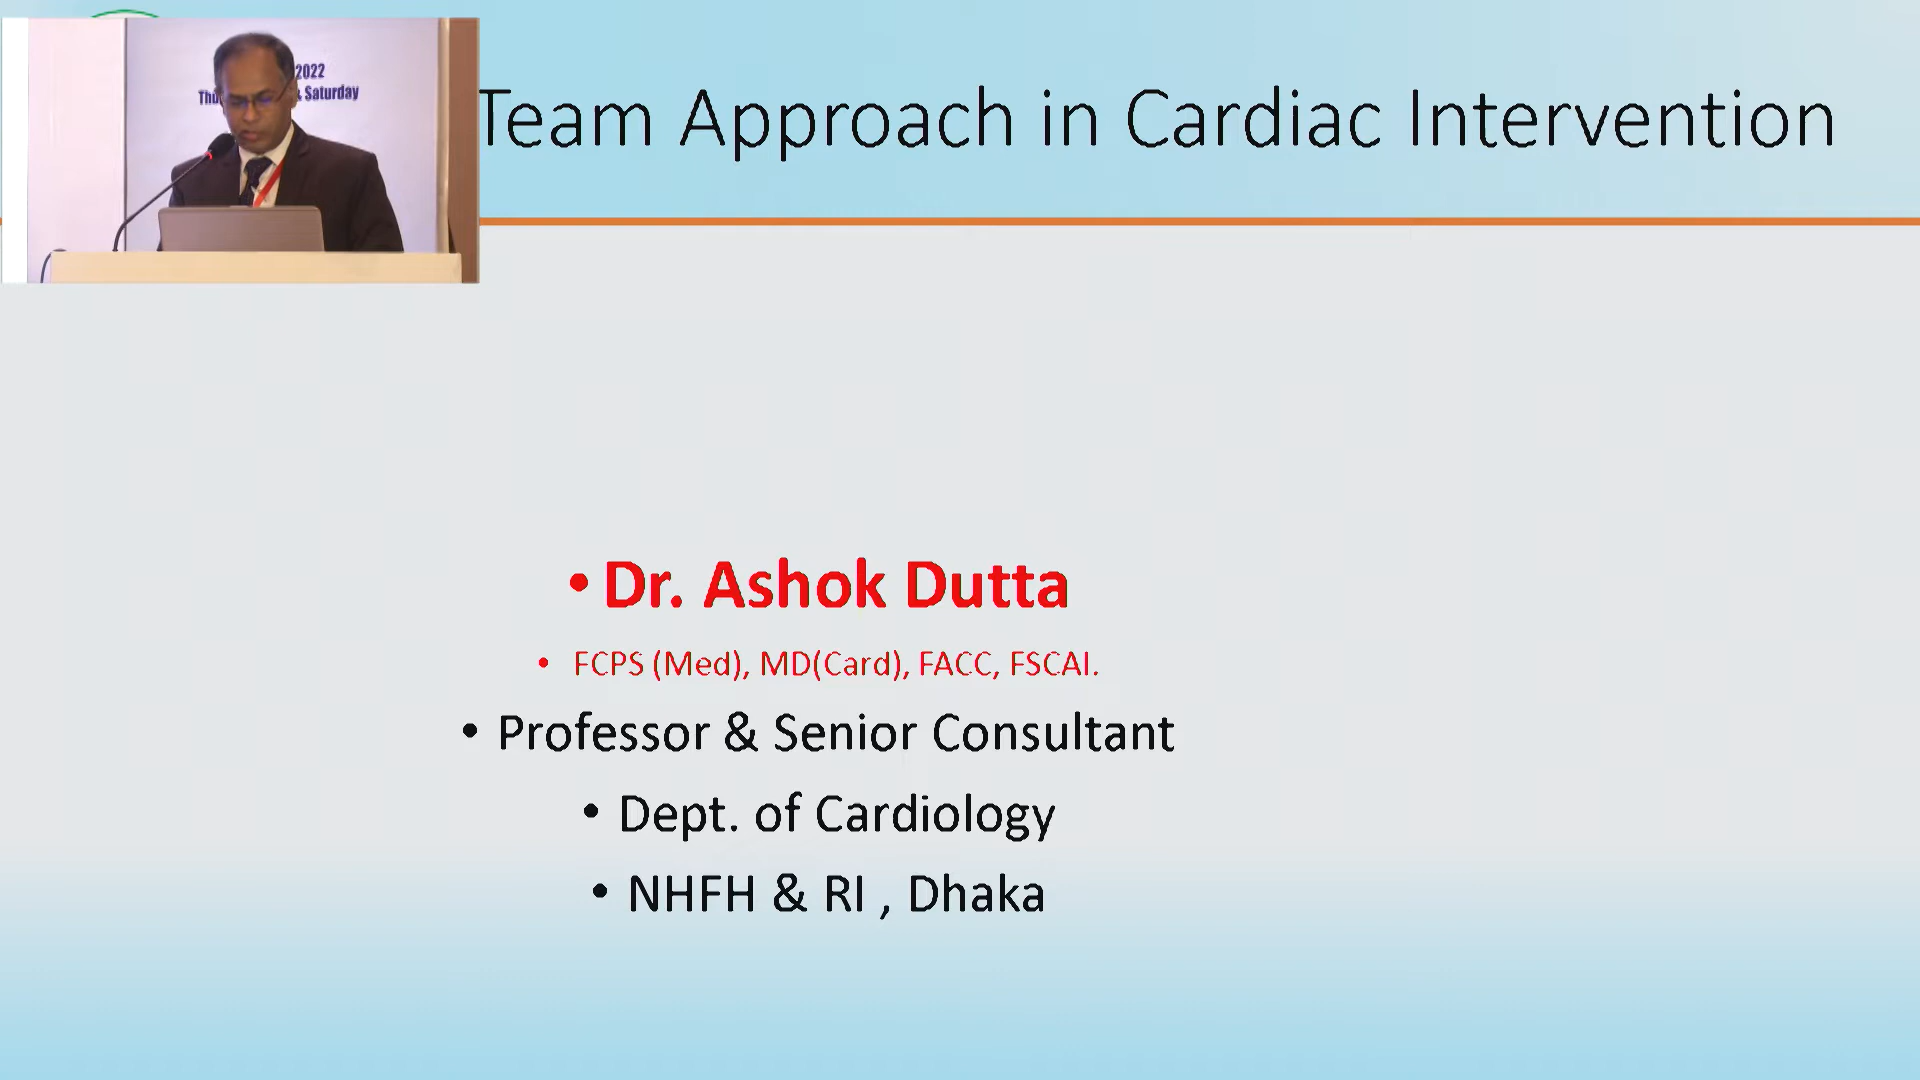 2022
Saturday
Team Approach in Cardiac Intervention
• Dr. Ashok Dutta
• FCPS (Med), MD(Card), FACC, FSCAI.
• Professor & Senior Consultant
• Dept. of Cardiology
• NHFH & RI , Dhaka